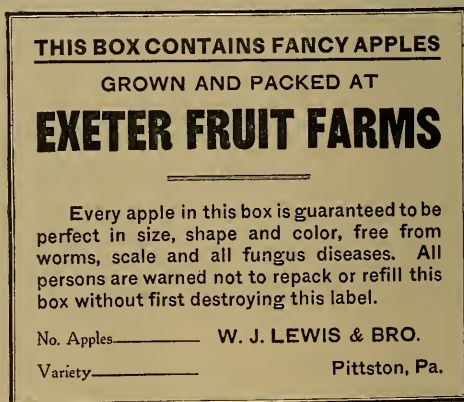 THIS BOX CONTAINS FANCY APPLES
GROWN AND PACKED AT
EXETER FRUIT FARMS
Every apple in this box is guaranteed to be
perfect in size, shape and color, free from
worms, scale and all fungus diseases. All
persons are warned not to repack or refill this
box without first destroying this label.
No. Apples W. J. LEWIS & BRO.
Variety Pittston, Pa.